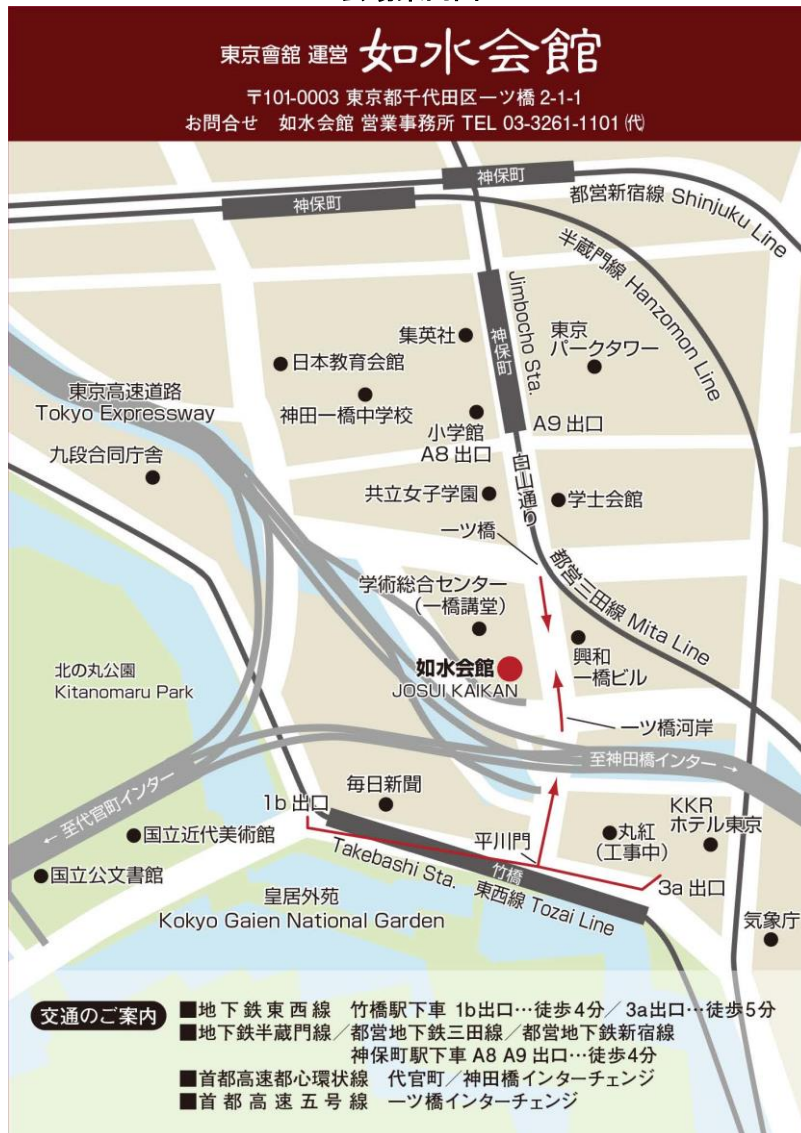 東京會舘 運営 如水会館
〒101-0003 東京都千代田区一ツ橋 2-1-1
お問合せ 如水会館 営業事務所 TEL 03-3261-1101 ㈹
神保町
神保町
都営新宿線 Shinjuku Line
半蔵門線 Hanzomon Line
神保町
Jimbocho Sta.
集英社
東京
パークタワー
日本教育会館
東京高速道路
Tokyo Expressway
神田一橋中学校
小学館
A8 出口
A9 出口
九段合同庁舎
共立女子学園
白山通り
学士会館
一ツ橋
都営三田線 Mita Line
学術総合センター
(一橋講堂)
興和
一橋ビル
如水会館
JOSUI KAIKAN
北の丸公園
Kitanomaru Park
一ツ橋河岸
至神田橋インター →
← 至代官町インター
毎日新聞
1b 出口
KKR
ホテル東京
国立近代美術館
平川門
丸紅
(工事中)
国立公文書館
Takebashi Sta.
竹橋
東西線 Tozai Line
3a 出口
皇居外苑
Kokyo Gaien National Garden
気象庁
交通のご案内
■地下鉄東西線 竹橋駅下車 1b出口…徒歩4分／3a出口…徒歩5分
■地下鉄半蔵門線／都営地下鉄三田線／都営地下鉄新宿線
神保町駅下車 A8 A9 出口…徒歩4分
■首都高速都心環状線 代官町／神田橋インターチェンジ
■首都高速五号線 一ツ橋インターチェンジ